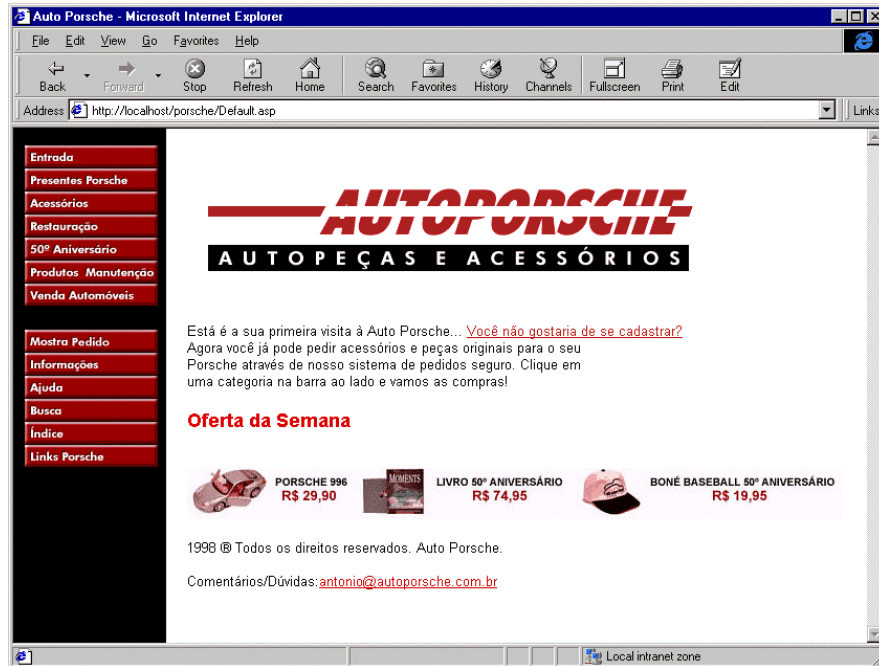 Auto Porsche - Microsoft Internet Explorer
File Edit View Go Favorites Help
Back Forward Stop Refresh Home Search Favorites History Channels Fullscreen Print Edit
Address http://localhost/porsche/Default.asp Links
Entrada
Presentes Porsche
Acessórios
Restauração
50º Aniversário
Produtos Manutenção
Venda Automóveis
Mostra Pedido
Informações
Ajuda
Busca
Índice
Links Porsche
AUTOPORSCHE
AUTOPEÇAS E ACESSÓRIOS
Está é a sua primeira visita à Auto Porsche... Você não gostaria de se cadastrar?
Agora você já pode pedir acessórios e peças originais para o seu
Porsche através de nosso sistema de pedidos seguro. Clique em
uma categoria na barra ao lado e vamos as compras!
Oferta da Semana
PORSCHE 996
R$ 29,90
MOMENTS
LIVRO 50º ANIVERSÁRIO
R$ 74,95
BONÉ BASEBALL 50º ANIVERSÁRIO
R$ 19,95
1998 ® Todos os direitos reservados. Auto Porsche.
Comentários/Dúvidas: antonio@autoporsche.com.br
Local intranet zone